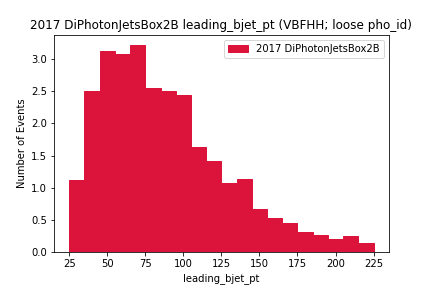 2017 DiPhotonJetsBox2B leading_bjet_pt (VBFHH; loose pho_id)
2017 DiPhotonJetsBox2B
Number of Events
3.0
2.5
2.0
1.5
1.0
0.5
0.0
25 50 75 100 125 150 175 200 225
leading_bjet_pt